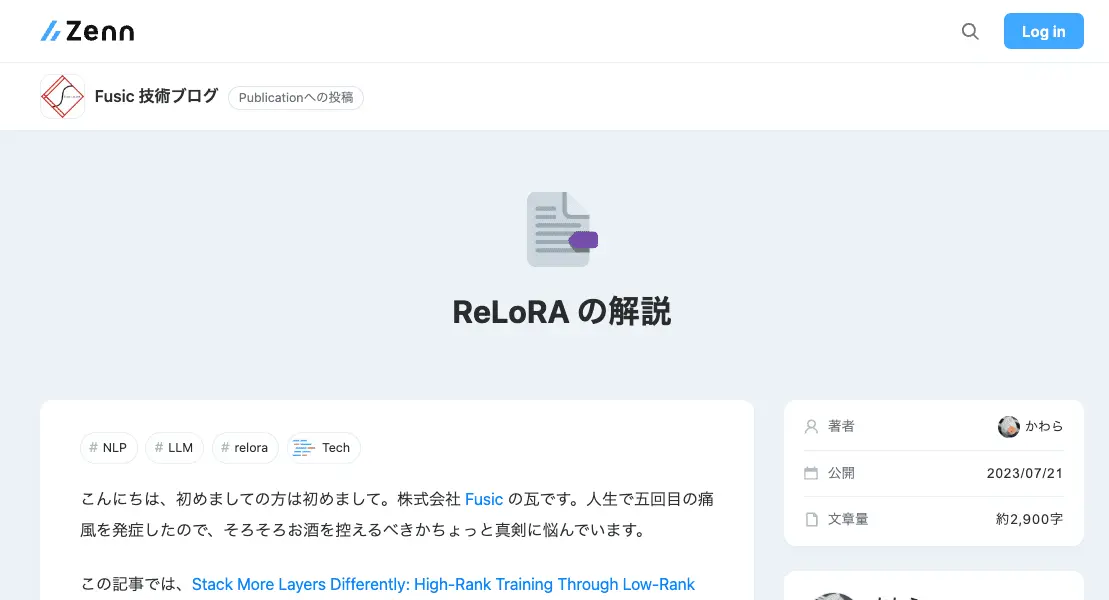 Zenn
Log in
Fusic 技術ブログ
Publicationへの投稿
ReLoRA の解説
# NLP
# LLM
# relora
Tech
こんにちは、初めましての方は初めまして。株式会社 Fusic の瓦です。人生で五回目の痛
風を発症したので、そろそろお酒を控えるべきかちょっと真剣に悩んでいます。
この記事では、Stack More Layers Differently: High-Rank Training Through Low-Rank
著者
かわら
公開
2023/07/21
文章量
約2,900字